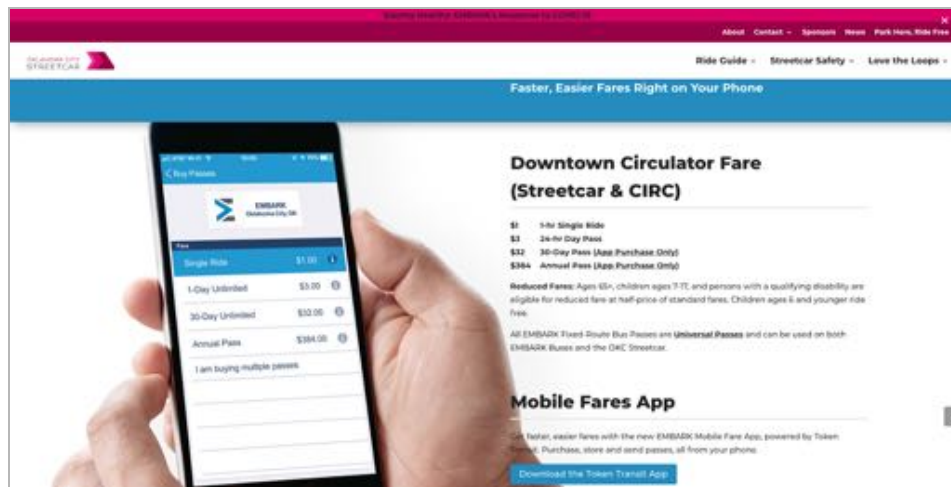 About Contact Sponsors News Park Here, Ride Free
OKLAHOMA CITY
STREETCAR
Ride Guide Streetcar Safety Love the Loops
Faster, Easier Fares Right on Your Phone
Buy Passes
EMBARK
Oklahoma City, OK
Single Ride $1.00
1-Day Unlimited $3.00
30-Day Unlimited $32.00
Annual Pass $384.00
I am buying multiple passes
Downtown Circulator Fare
(Streetcar & CIRC)
$1 1-hr Single Ride
$3 24-hr Day Pass
$32 30-Day Pass (App Purchase Only)
$384 Annual Pass (App Purchase Only)
Reduced Fares: Ages 65+, children ages 7-17, and persons with a qualifying disability are
eligible for reduced fare at half-price of standard fares. Children ages 6 and younger ride
free.
All EMBARK Fixed-Route Bus Passes are Universal Passes and can be used on both
EMBARK Buses and the OKC Streetcar.
Mobile Fares App
Get faster, easier fares with the new EMBARK Mobile Fare App, powered by Token
Transit. Purchase, store and send passes, all from your phone.
Download the Token Transit App